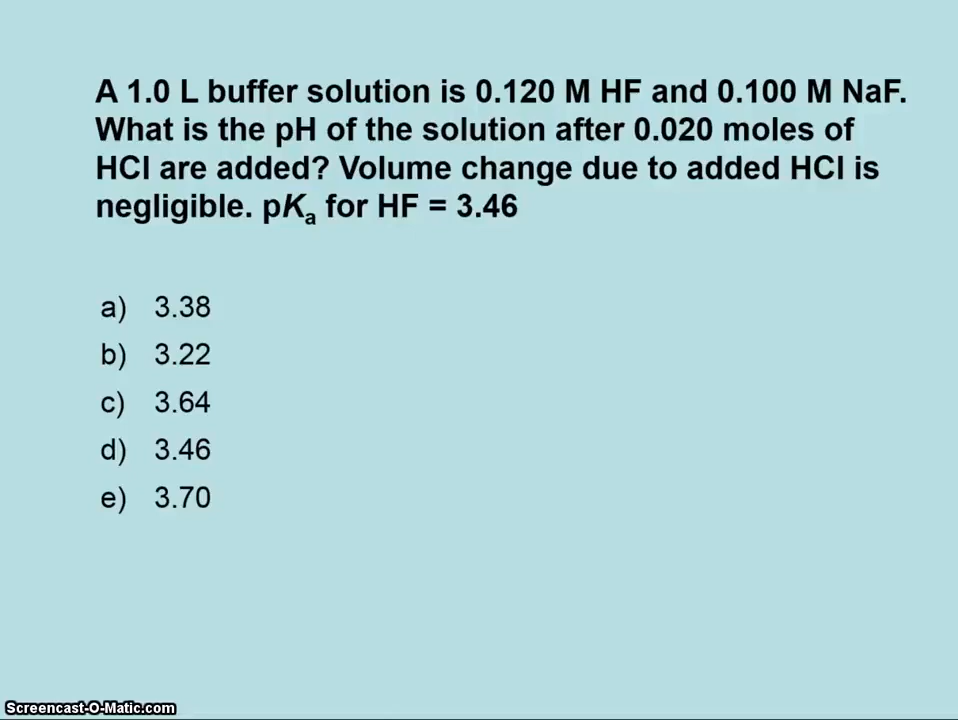 A 1.0 L buffer solution is 0.120 M HF and 0.100 M NaF.
What is the pH of the solution after 0.020 moles of
HCl are added? Volume change due to added HCl is
negligible. pKₐ for HF = 3.46
a) 3.38
b) 3.22
c) 3.64
d) 3.46
e) 3.70
Screencast-O-Matic.com